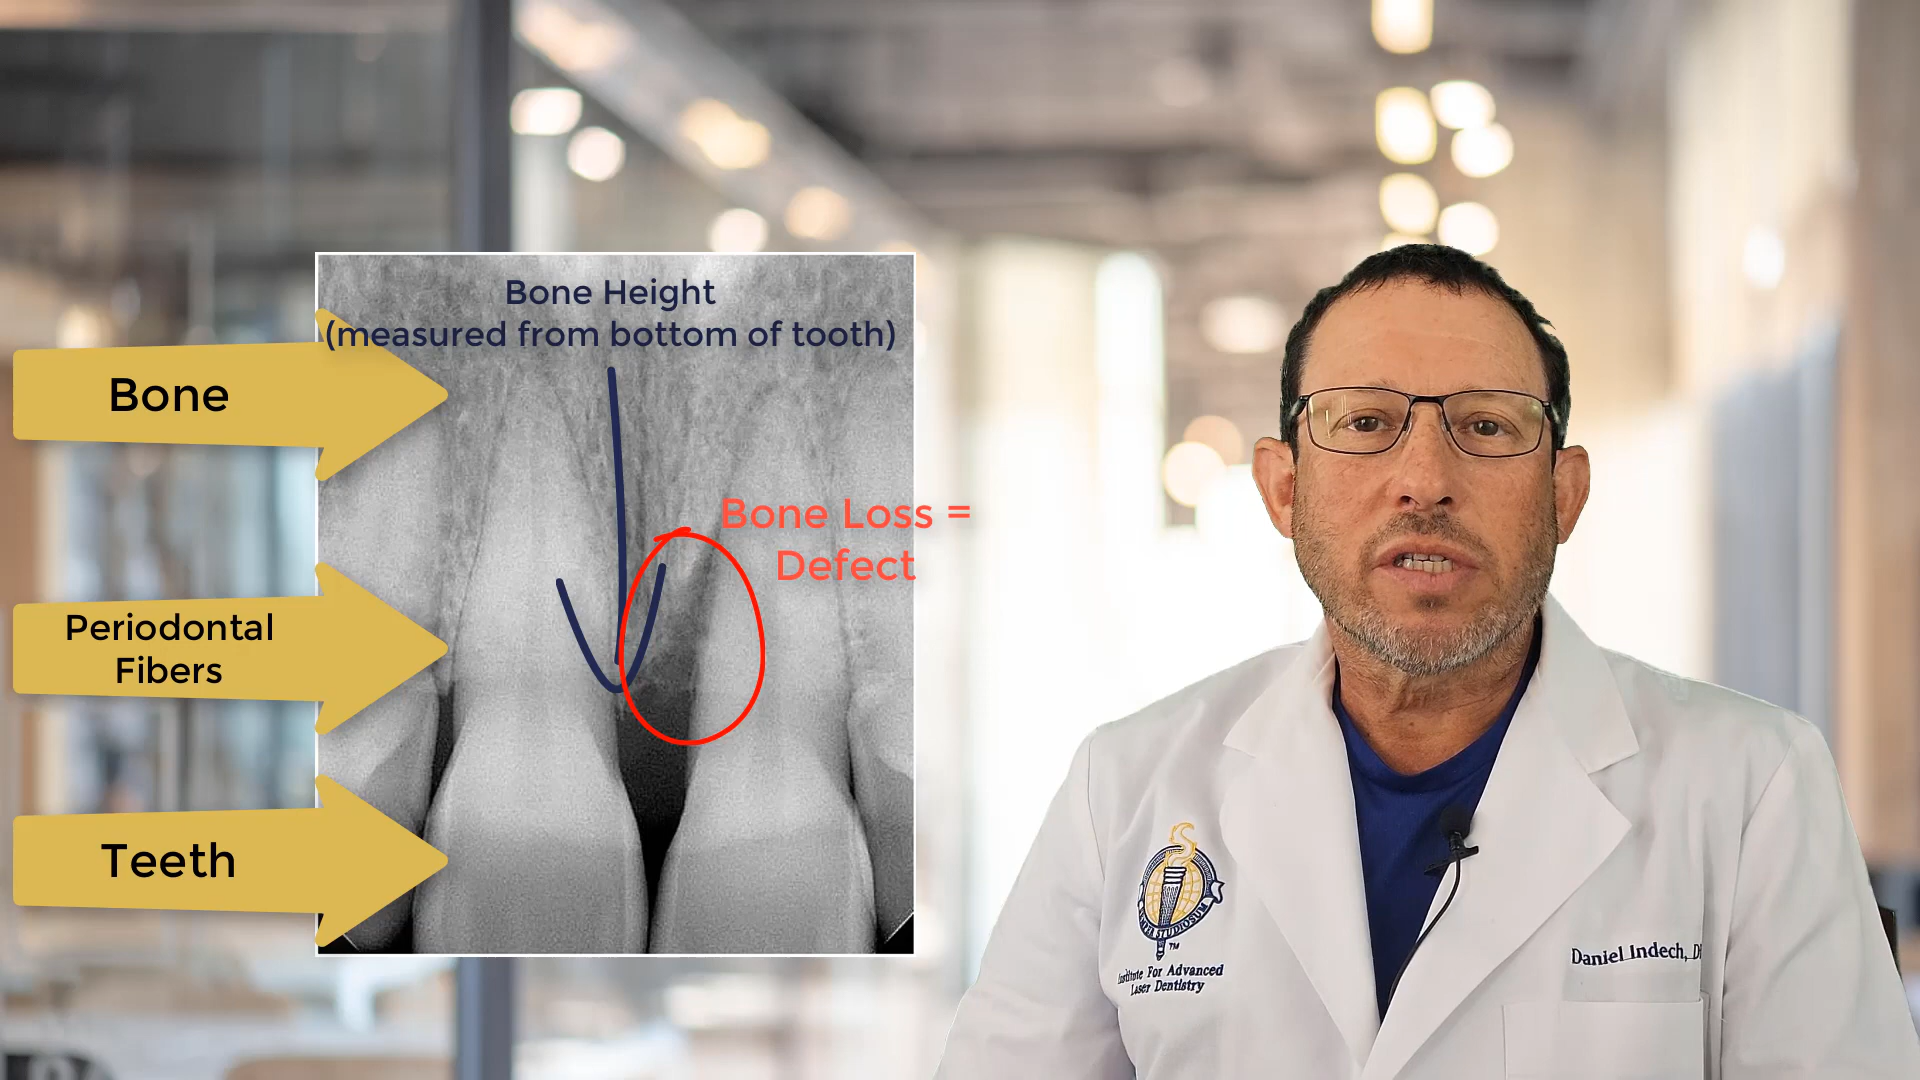 Bone Height
(measured from bottom of tooth)
Bone
Bone Loss =
Defect
Periodontal
Fibers
Teeth
Institute For Advanced
Laser Dentistry
TM
Daniel Indech,